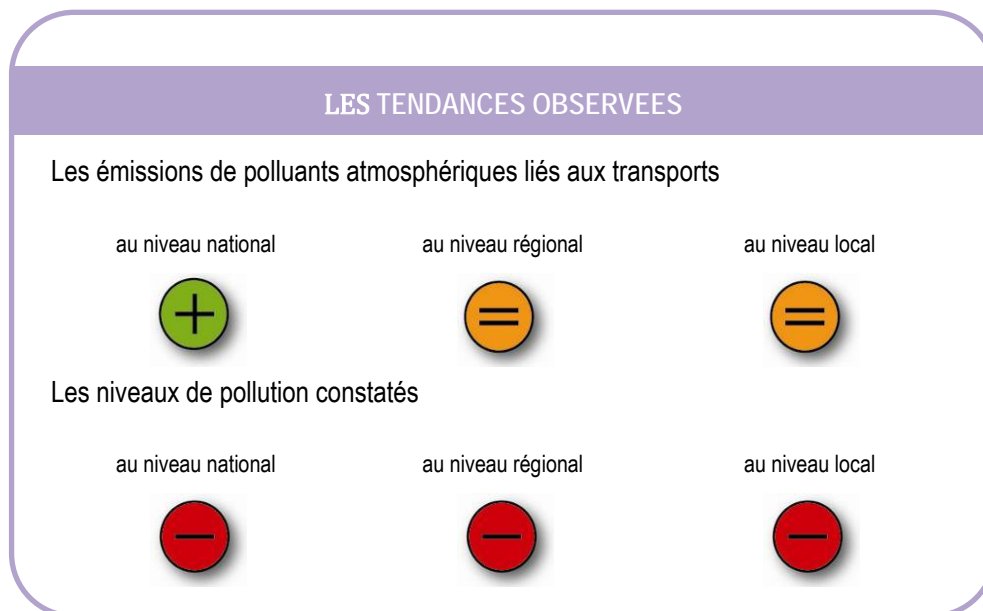 LES TENDANCES OBSERVEES
Les émissions de polluants atmosphériques liés aux transports
au niveau national au niveau régional au niveau local
+ = =
Les niveaux de pollution constatés
au niveau national au niveau régional au niveau local
− − −